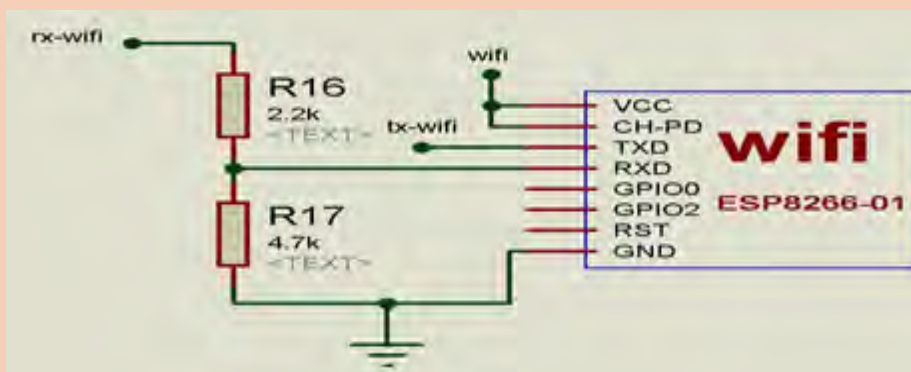 rx-wifi
R16
2.2k
<TEXT>
R17
4.7k
<TEXT>
wifi
tx-wifi
VCC
CH-PD
TXD
RXD
GPIO0
GPIO2
RST
GND
wifi
ESP8266-01